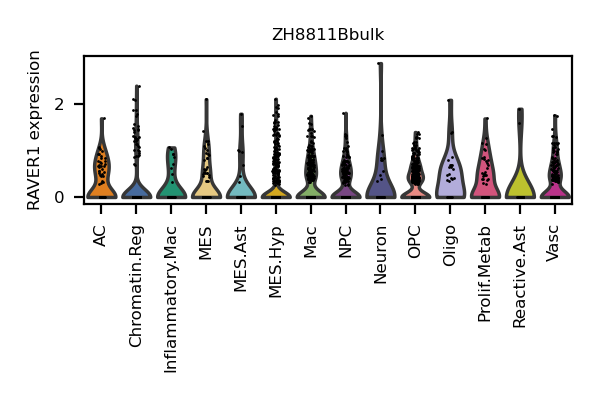 ZH8811Bbulk
RAVER1 expression
2
0
AC
Chromatin.Reg
Inflammatory.Mac
MES
MES.Ast
MES.Hyp
Mac
NPC
Neuron
OPC
Oligo
Prolif.Metab
Reactive.Ast
Vasc